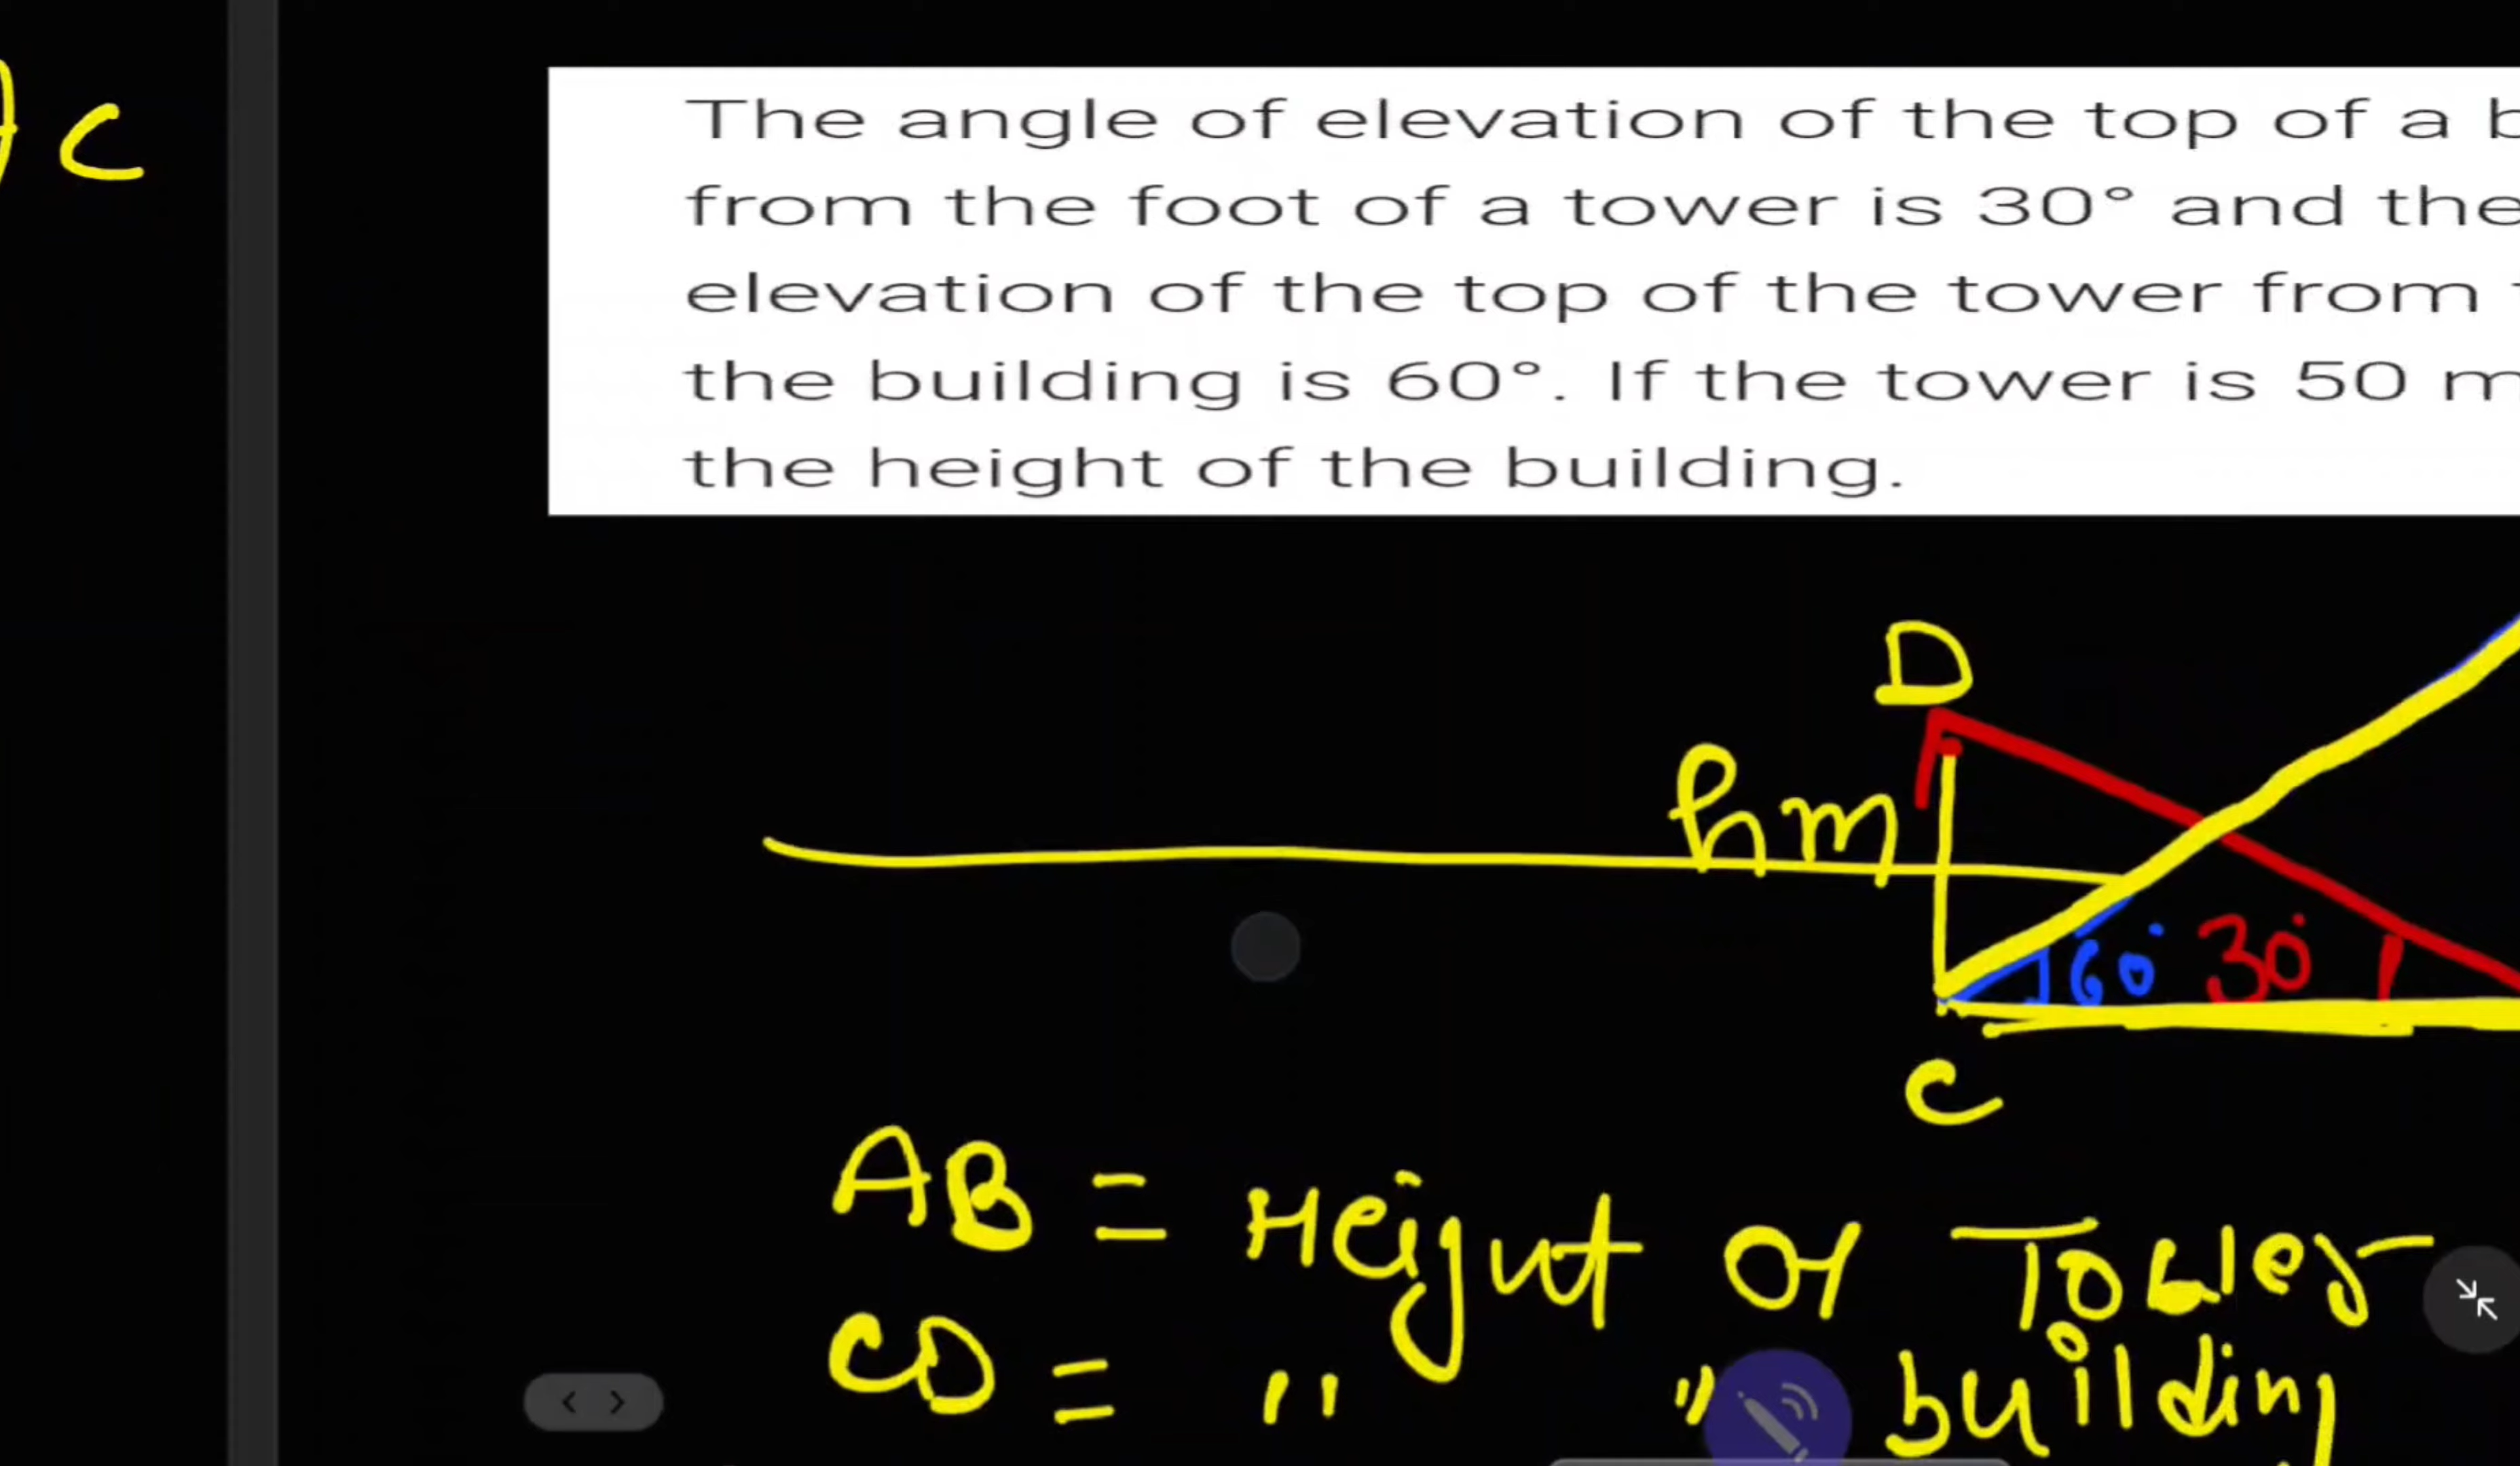 c
The angle of elevation of the top of a b
from the foot of a tower is 30° and the
elevation of the top of the tower from
the building is 60°. If the tower is 50 m
the height of the building.
D
hm
60° 30°
C
AB = Height of Tower
CD = " " building